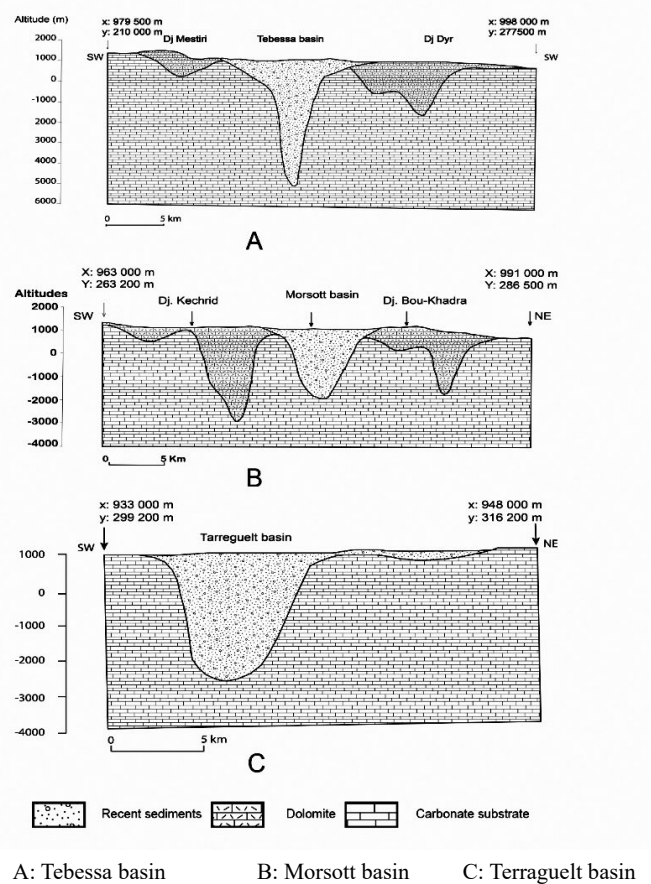 Altitude (m)
x: 979 500 m
y: 210 000 m
Dj Mestiri
Tebessa basin
Dj Dyr
x: 998 000 m
y: 277500 m
SW
SW
2000
1000
0
-1000
-2000
3000
4000
5000
6000
0
5 km
A
X: 963 000 m
Y: 263 200 m
X: 991 000 m
Y: 286 500 m
Altitudes
Dj. Kechrid
Morsott basin
Dj. Bou-Khadra
SW
NE
2000
1000
0
-1000
-2000
-3000
-4000
0
5 Km
B
x: 933 000 m
y: 299 200 m
x: 948 000 m
y: 316 200 m
SW
Tarreguelt basin
NE
1000
0
-1000
-2000
-3000
-4000
0
5 km
C
Recent sediments
Dolomite
Carbonate substrate
A: Tebessa basin B: Morsott basin C: Terraguelt basin